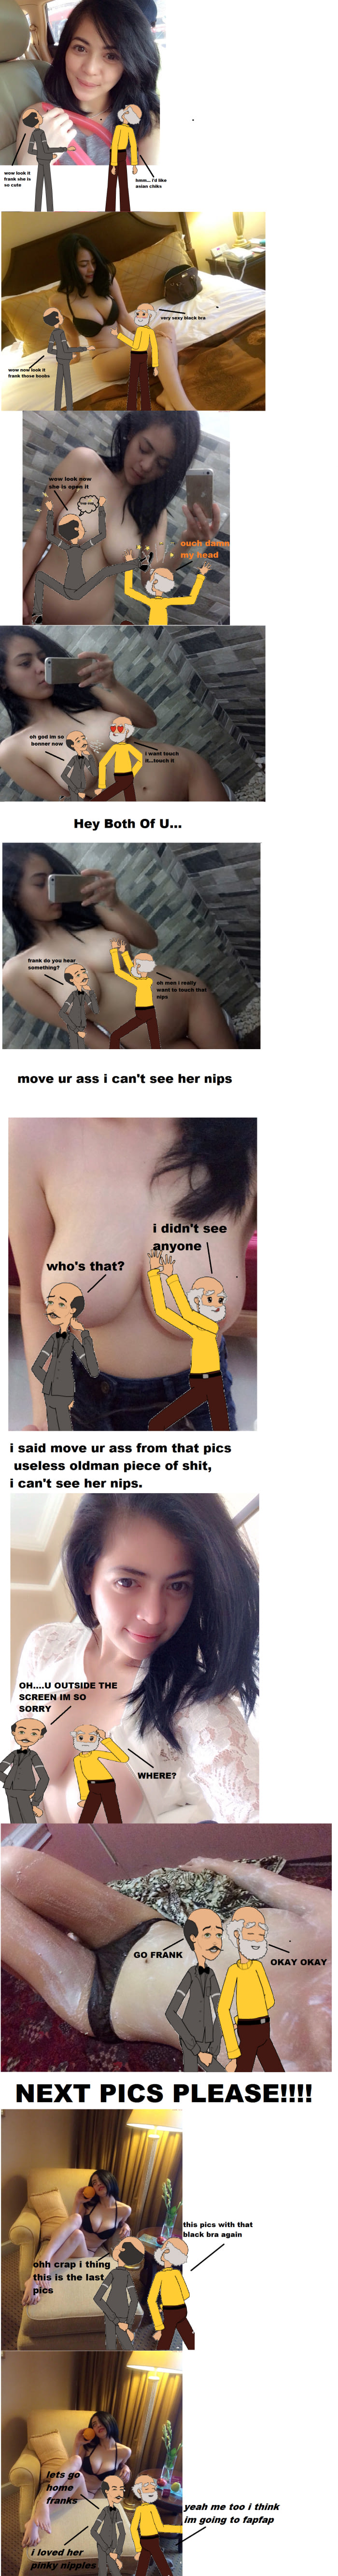 wow look it
frank she is
so cute
hmm... i'd like
asian chiks
very sexy black bra
wow now look it
frank those boobs
wow look now
she is open it
ouch damn
my head
oh god im so
bonner now
i want touch
it...touch it
Hey Both Of U...
frank do you hear
something?
oh men i really
want to touch that
nips
move ur ass i can't see her nips
i didn't see
anyone
who's that?
i said move ur ass from that pics
useless oldman piece of shit,
i can't see her nips.
OH....U OUTSIDE THE
SCREEN IM SO
SORRY
WHERE?
GO FRANK
OKAY OKAY
NEXT PICS PLEASE!!!!
this pics with that
black bra again
ohh crap i thing
this is the last
pics
lets go
home
franks
yeah me too i think
im going to fapfap
i loved her
pinky nipples